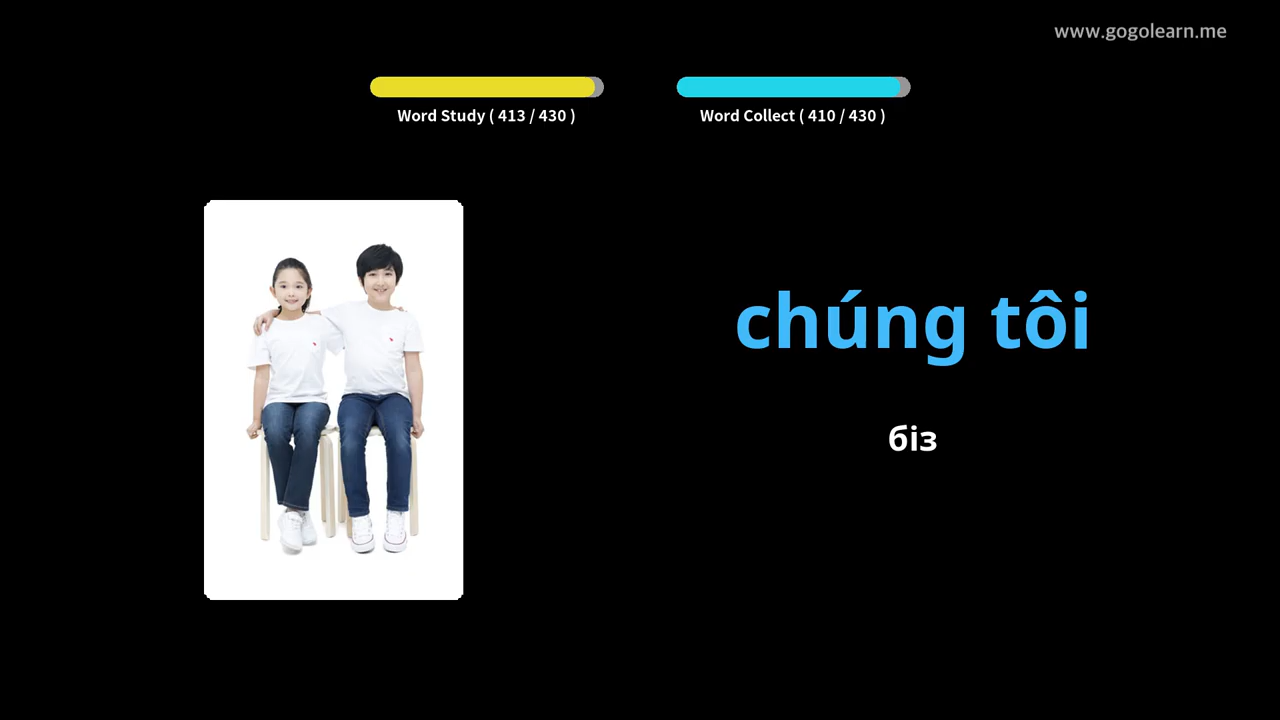 www.gogolearn.me
Word Study ( 413 / 430 )
Word Collect ( 410 / 430 )
chúng tôi
біз